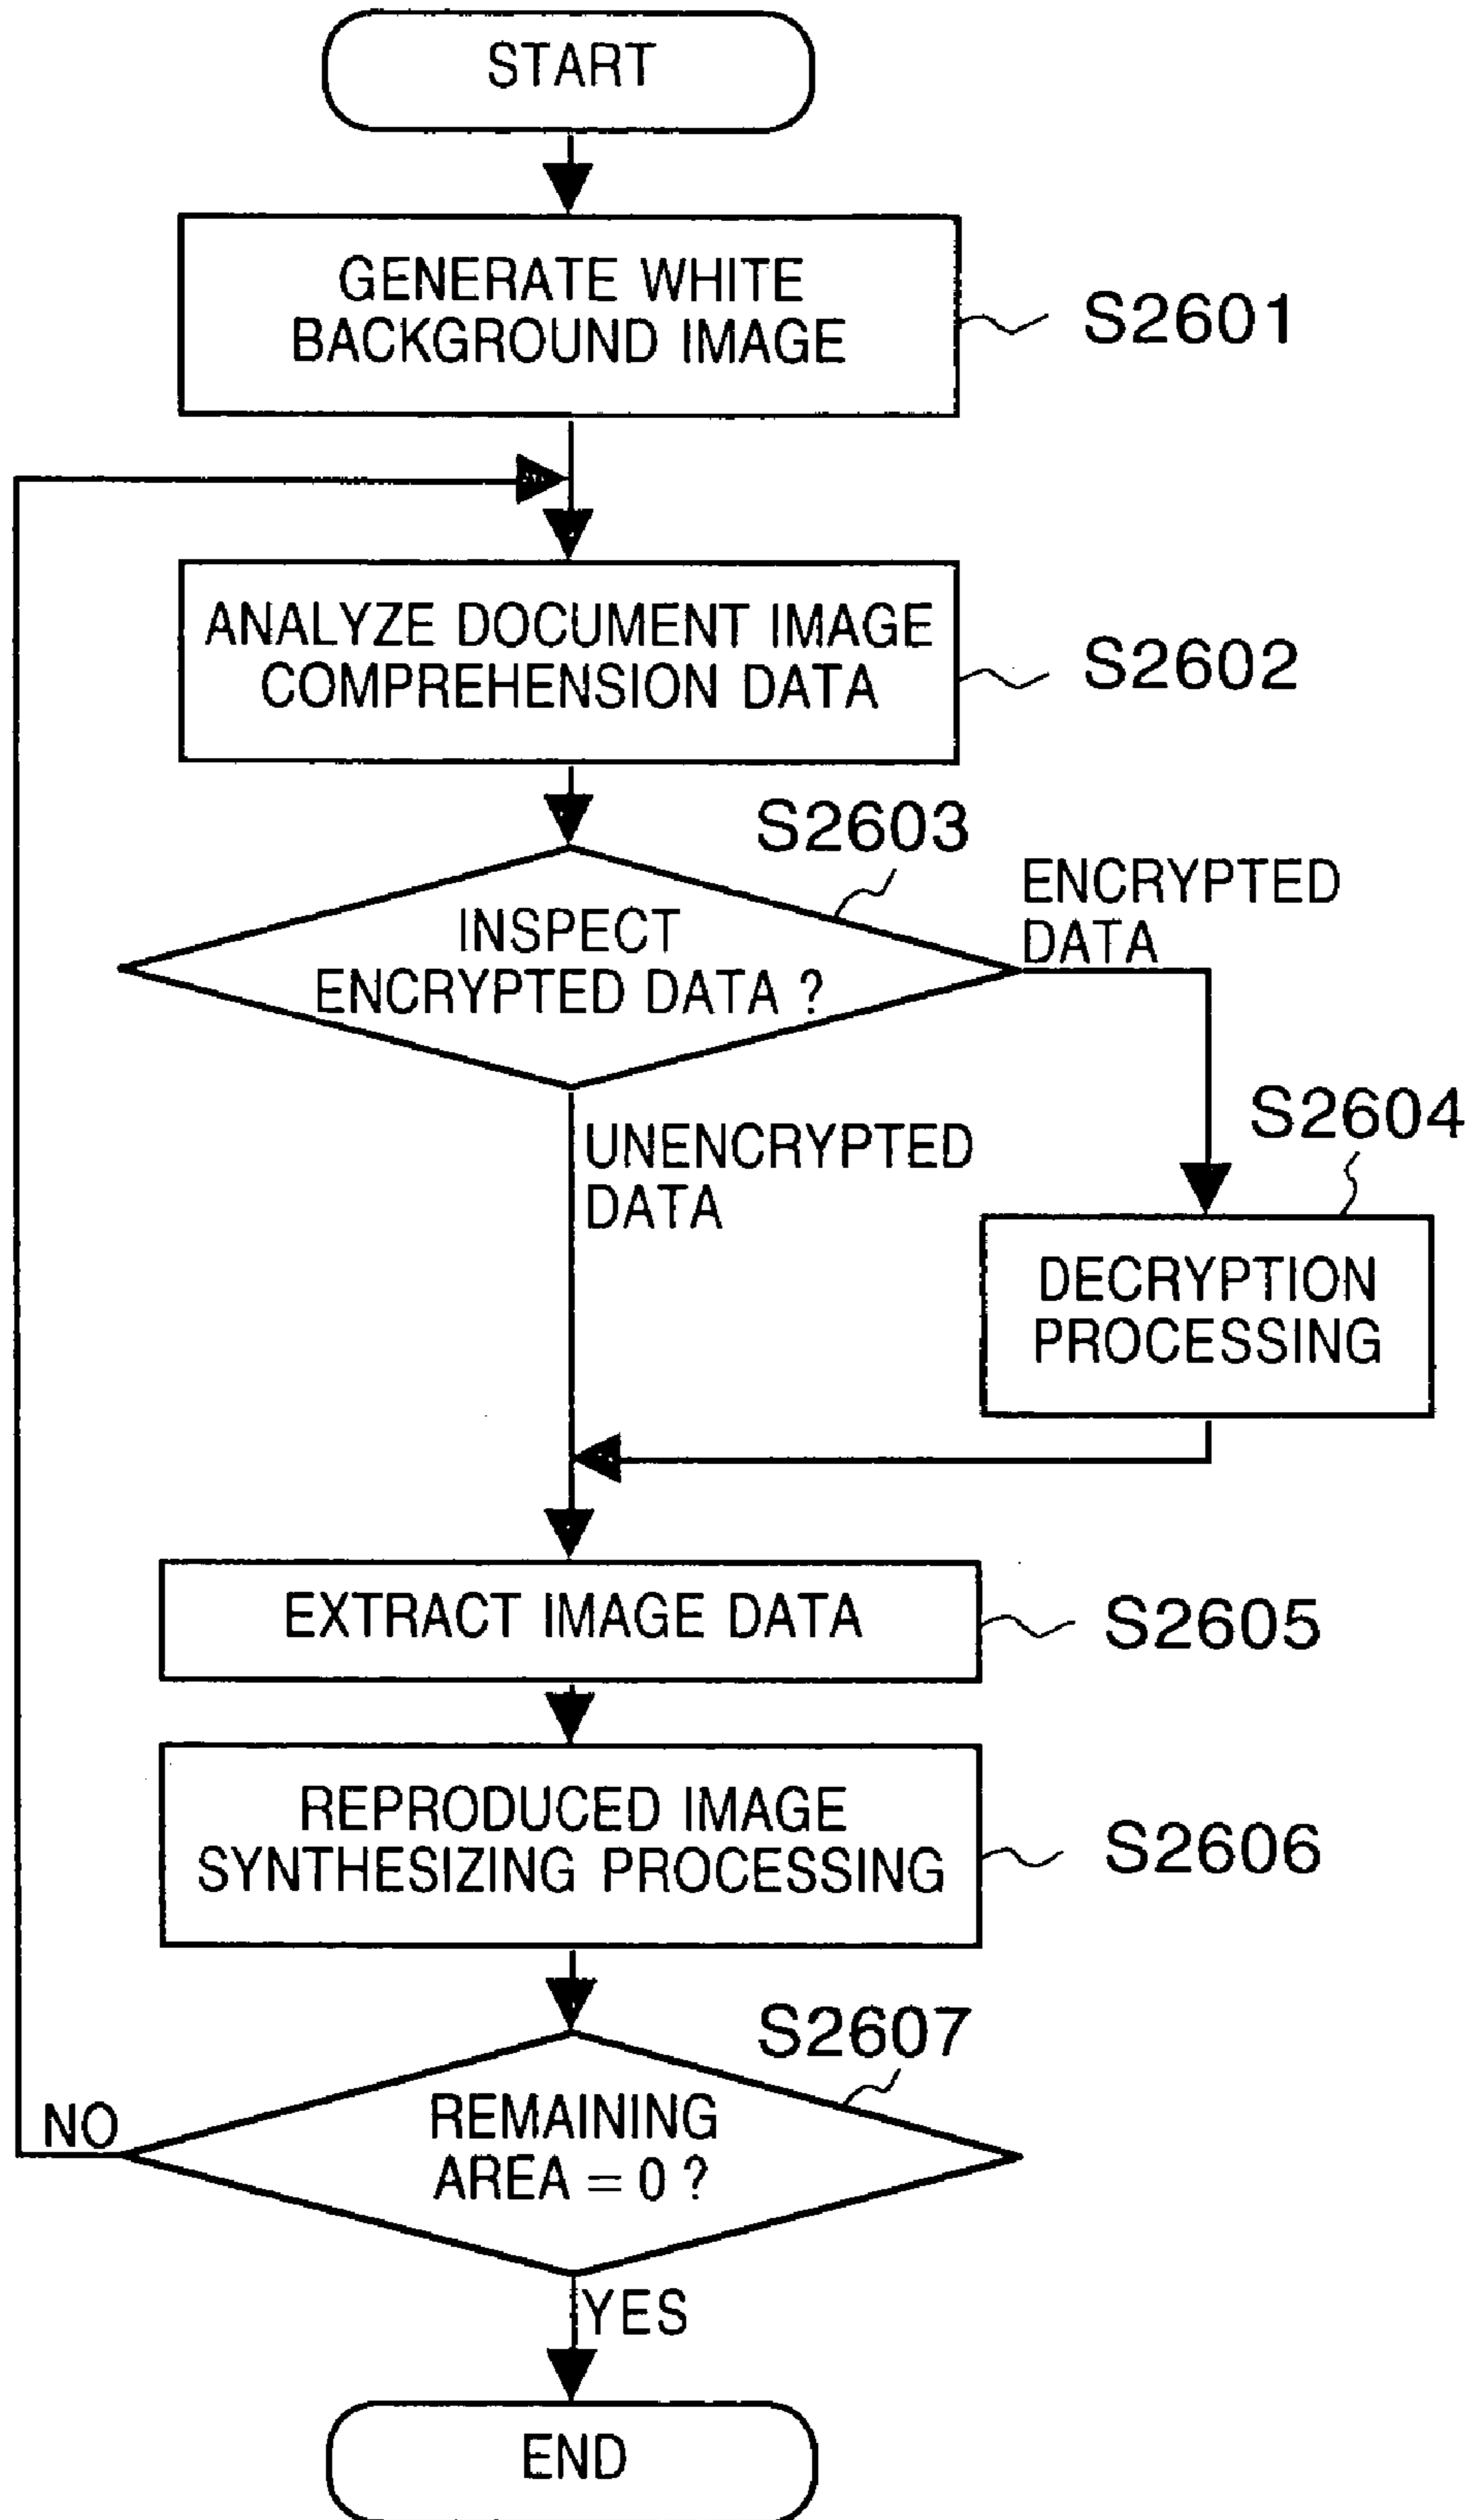 START
GENERATE WHITE
BACKGROUND IMAGE
S2601
ANALYZE DOCUMENT IMAGE
COMPREHENSION DATA
S2602
S2603
INSPECT
ENCRYPTED DATA ?
ENCRYPTED
DATA
UNENCRYPTED
DATA
S2604
DECRYPTION
PROCESSING
EXTRACT IMAGE DATA
S2605
REPRODUCED IMAGE
SYNTHESIZING PROCESSING
S2606
S2607
REMAINING
AREA = 0 ?
NO
YES
END